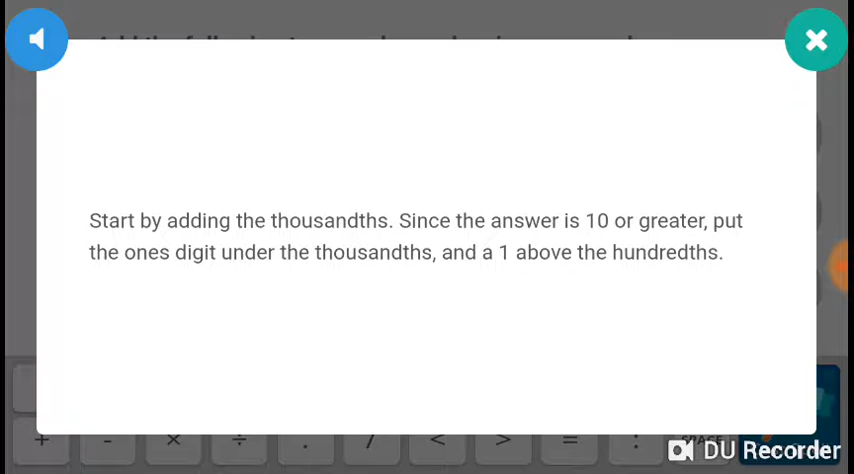 Start by adding the thousandths. Since the answer is 10 or greater, put
the ones digit under the thousandths, and a 1 above the hundredths.
+ - × ÷ . / < > = :
DU Recorder